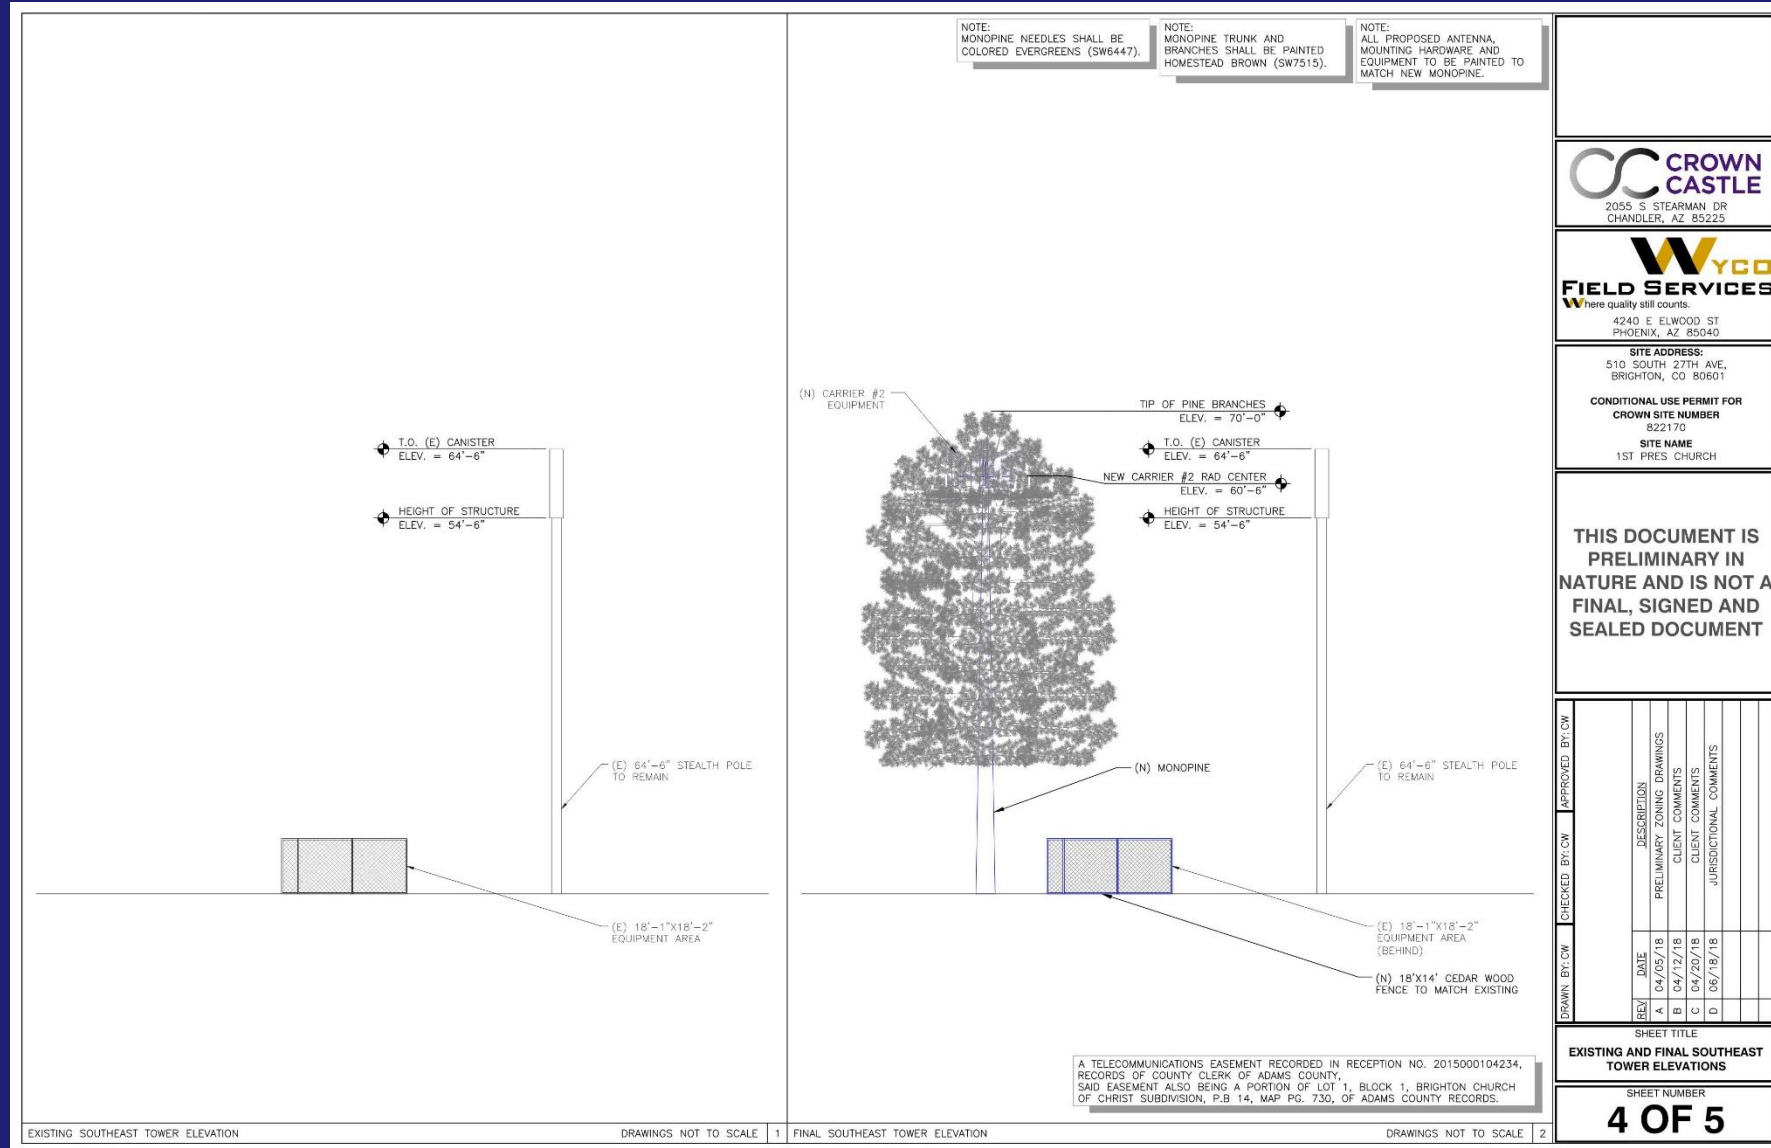 NOTE:
MONOPINE NEEDLES SHALL BE
COLORED EVERGREENS (SW6447).
NOTE:
MONOPINE TRUNK AND
BRANCHES SHALL BE PAINTED
HOMESTEAD BROWN (SW7515).
NOTE:
ALL PROPOSED ANTENNA,
MOUNTING HARDWARE AND
EQUIPMENT TO BE PAINTED TO
MATCH NEW MONOPINE.
T.O. (E) CANISTER
ELEV. = 64'-6"
HEIGHT OF STRUCTURE
ELEV. = 54'-6"
(E) 64'-6" STEALTH POLE
TO REMAIN
(E) 18'-1"X18'-2"
EQUIPMENT AREA
EXISTING SOUTHEAST TOWER ELEVATION
DRAWINGS NOT TO SCALE
1
(N) CARRIER #2
EQUIPMENT
TIP OF PINE BRANCHES
ELEV. = 70'-0"
T.O. (E) CANISTER
ELEV. = 64'-6"
NEW CARRIER #2 RAD CENTER
ELEV. = 60'-6"
HEIGHT OF STRUCTURE
ELEV. = 54'-6"
(N) MONOPINE
(E) 64'-6" STEALTH POLE
TO REMAIN
(E) 18'-1"X18'-2"
EQUIPMENT AREA
(BEHIND)
(N) 18'X14' CEDAR WOOD
FENCE TO MATCH EXISTING
A TELECOMMUNICATIONS EASEMENT RECORDED IN RECEPTION NO. 2015000104234,
RECORDS OF COUNTY CLERK OF ADAMS COUNTY,
SAID EASEMENT ALSO BEING A PORTION OF LOT 1, BLOCK 1, BRIGHTON CHURCH
OF CHRIST SUBDIVISION, P.B 14, MAP PG. 730, OF ADAMS COUNTY RECORDS.
FINAL SOUTHEAST TOWER ELEVATION
DRAWINGS NOT TO SCALE
2
CROWN
CASTLE
2055 S STEARMAN DR
CHANDLER, AZ 85225
WYCO
FIELD SERVICES
Where quality still counts.
4240 E ELWOOD ST
PHOENIX, AZ 85040
SITE ADDRESS:
510 SOUTH 27TH AVE,
BRIGHTON, CO 80601
CONDITIONAL USE PERMIT FOR
CROWN SITE NUMBER
822170
SITE NAME
1ST PRES CHURCH
THIS DOCUMENT IS
PRELIMINARY IN
NATURE AND IS NOT A
FINAL, SIGNED AND
SEALED DOCUMENT
DRAWN BY: CW
CHECKED BY: CW
APPROVED BY: CW
REV DATE DESCRIPTION
A 04/05/18 PRELIMINARY ZONING DRAWINGS
B 04/12/18 CLIENT COMMENTS
C 04/20/18 CLIENT COMMENTS
D 06/18/18 JURISDICTIONAL COMMENTS
SHEET TITLE
EXISTING AND FINAL SOUTHEAST
TOWER ELEVATIONS
SHEET NUMBER
4 OF 5